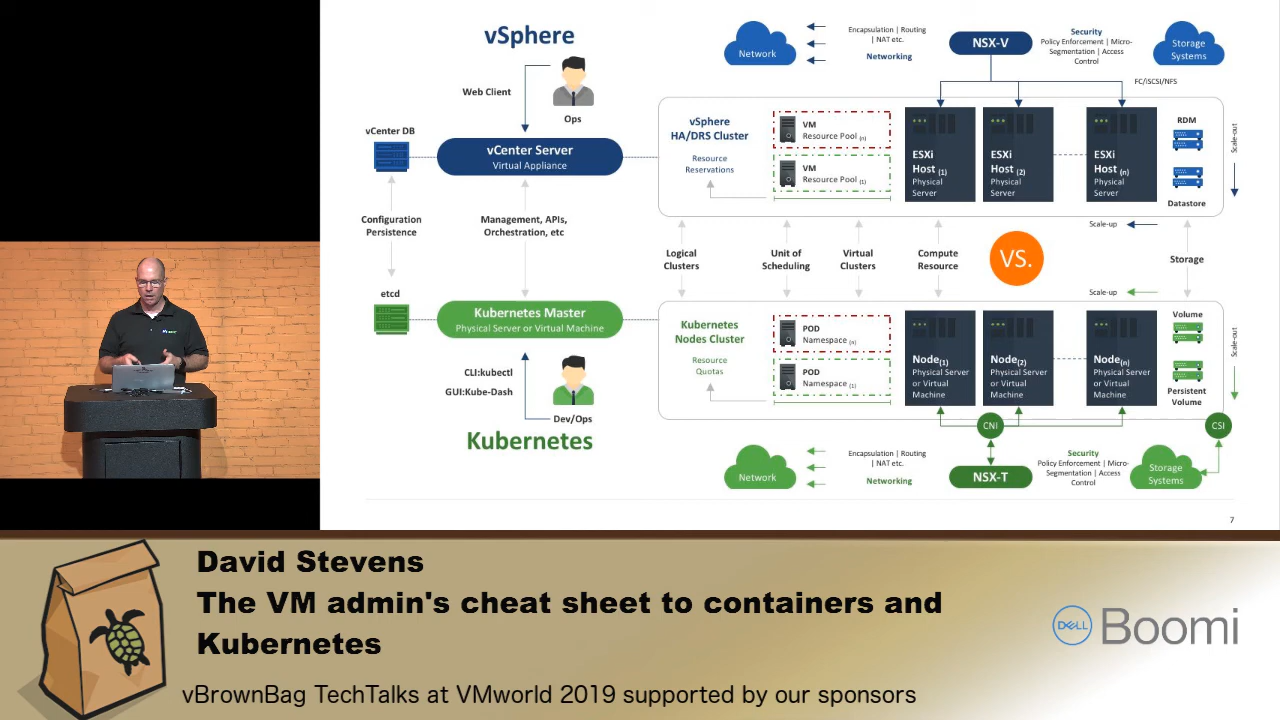 vSphere
Web Client
Ops
vCenter DB
vCenter Server
Virtual Appliance
Configuration
Persistence
Management, APIs,
Orchestration, etc
etcd
Kubernetes Master
Physical Server or Virtual Machine
CLI:kubectl
GUI:Kube-Dash
Dev/Ops
Kubernetes
Network
Encapsulation | Routing
| NAT etc.
Networking
NSX-V
Security
Policy Enforcement | Micro-
Segmentation | Access
Control
Storage
Systems
FC/iSCSI/NFS
vSphere
HA/DRS Cluster
Resource
Reservations
VM
Resource Pool (n)
VM
Resource Pool (1)
ESXi
Host (1)
Physical
Server
ESXi
Host (2)
Physical
Server
ESXi
Host (n)
Physical
Server
RDM
Datastore
Scale-out
Scale-up
Logical
Clusters
Unit of
Scheduling
Virtual
Clusters
Compute
Resource
VS.
Storage
Scale-up
Kubernetes
Nodes Cluster
Resource
Quotas
POD
Namespace (n)
POD
Namespace (1)
Node(1)
Physical Server
or Virtual
Machine
Node(2)
Physical Server
or Virtual
Machine
Node(n)
Physical Server
or Virtual
Machine
Volume
Persistent
Volume
Scale-out
CNI
CSI
Network
Encapsulation | Routing
| NAT etc.
Networking
NSX-T
Security
Policy Enforcement | Micro-
Segmentation | Access
Control
Storage
Systems
7
David Stevens
The VM admin's cheat sheet to containers and
Kubernetes
vBrownBag TechTalks at VMworld 2019 supported by our sponsors
DELL
Boomi